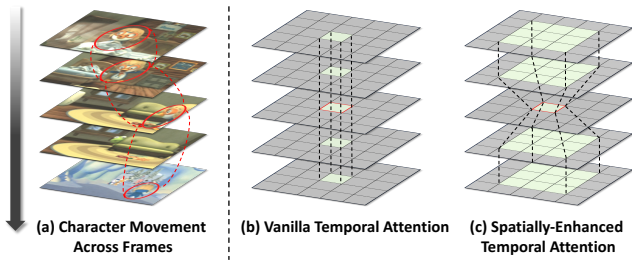 (a) Character Movement
Across Frames
(b) Vanilla Temporal Attention
(c) Spatially-Enhanced
Temporal Attention